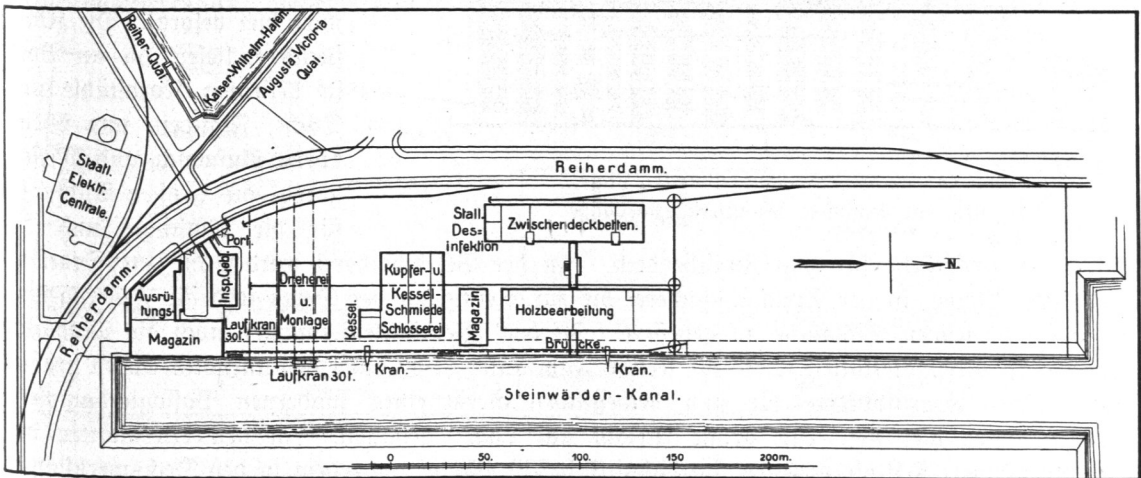 Reiher-Quai.
Kaiser-Wilhelm-Hafen.
Augusta-Victoria
Quai.
Staatl.
Elektr.
Centrale.
Reiherdamm.
Reiherdamm.
Port.
Insp.Geb.
Ausrü-
tungs-
Magazin
Laufkran
30t.
Dreherei
u.
Montage
Laufkran 30t.
Kessel
Kupfer- u.
Kessel-
Schmiede
Schlosserei
Kran.
Magazin
Stall.
Des=
infektion
Zwischendeckbetten.
Holzbearbeitung
Brücke.
Kran.
N.
Steinwärder-Kanal.
0 50. 100. 150 200m.